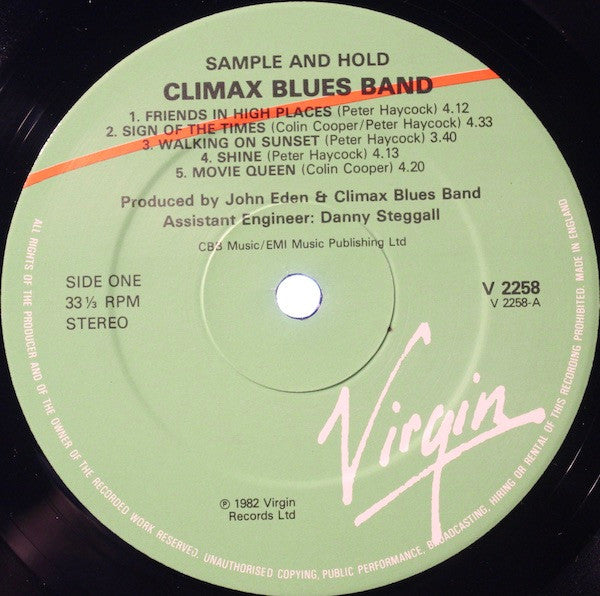 SAMPLE AND HOLD
CLIMAX BLUES BAND
1. FRIENDS IN HIGH PLACES (Peter Haycock) 4.12
2. SIGN OF THE TIMES (Colin Cooper/Peter Haycock) 4.33
3. WALKING ON SUNSET (Peter Haycock) 3.40
4. SHINE (Peter Haycock) 4.13
5. MOVIE QUEEN (Colin Cooper) 4.20
Produced by John Eden & Climax Blues Band
Assistant Engineer: Danny Steggall
CBB Music/EMI Music Publishing Ltd
SIDE ONE
33⅓ RPM
STEREO
V 2258
V 2258-A
Virgin
℗ 1982 Virgin
Records Ltd
ALL RIGHTS OF THE PRODUCER AND OF THE OWNER OF THE RECORDED WORK RESERVED. UNAUTHORISED COPYING, PUBLIC PERFORMANCE, BROADCASTING, HIRING OR RENTAL OF THIS RECORDING PROHIBITED. MADE IN ENGLAND